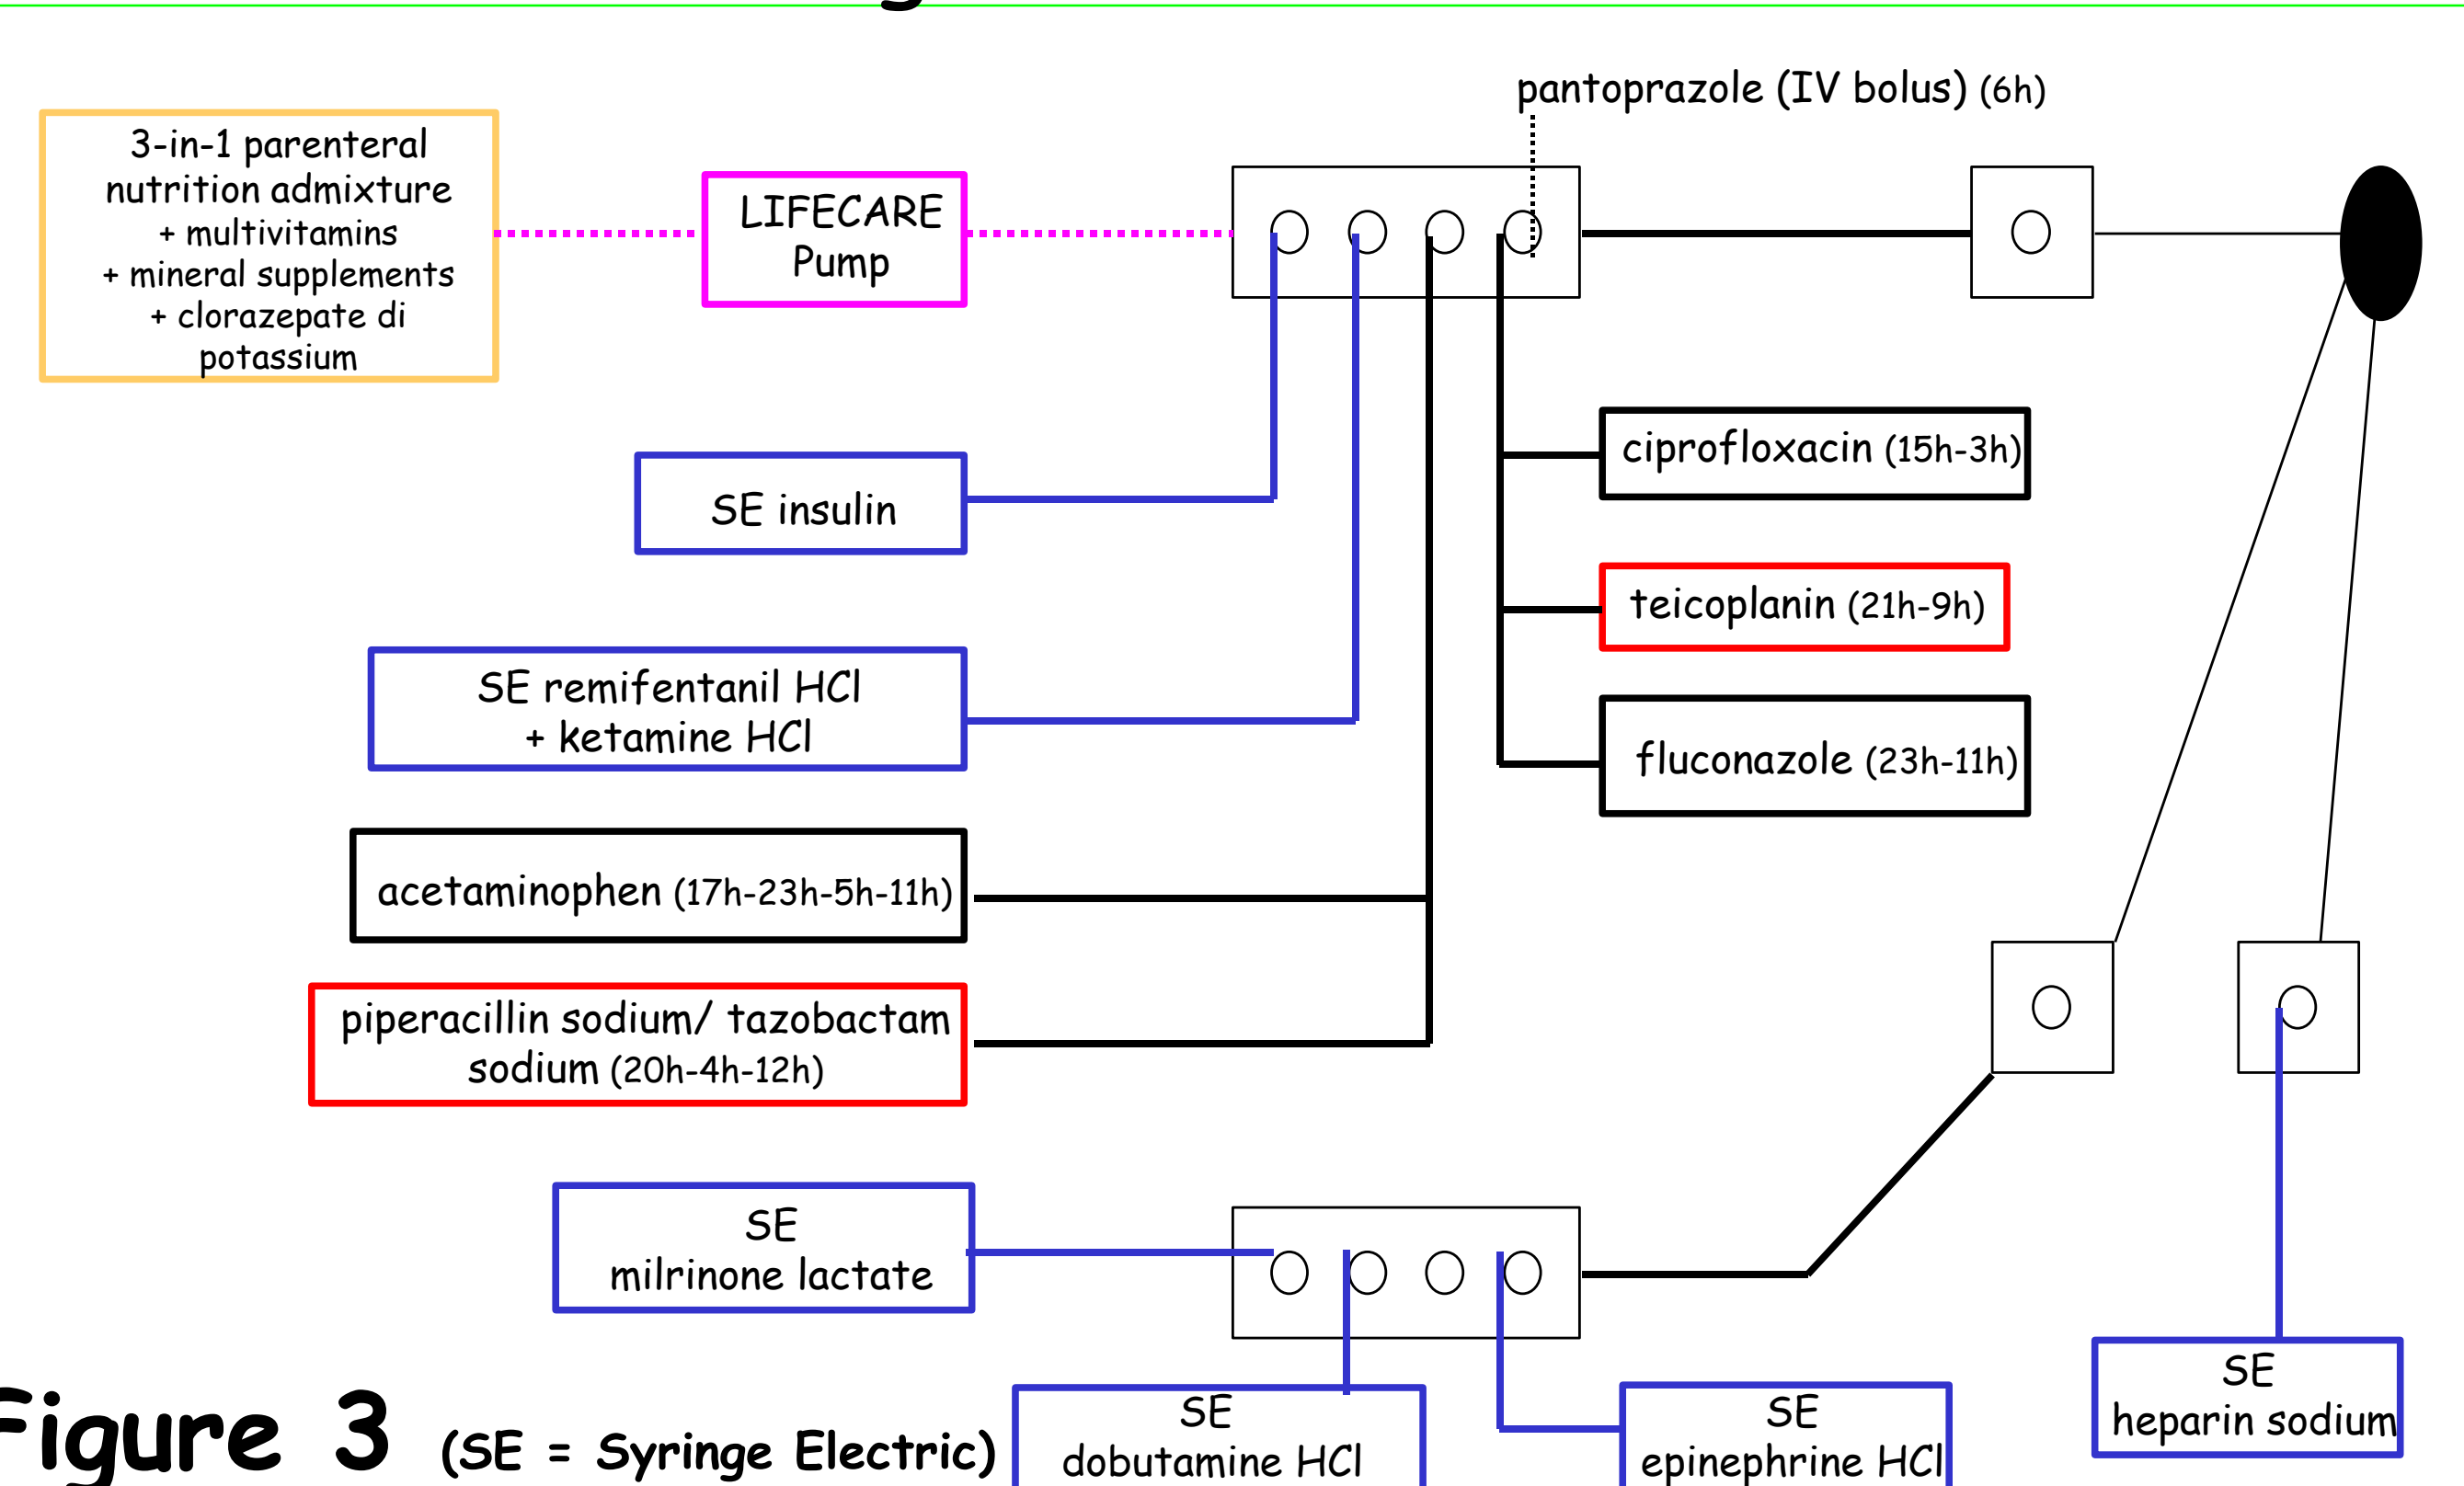 pantoprazole (IV bolus) (6h)
3-in-1 parenteral
nutrition admixture
+ multivitamins
+ mineral supplements
+ clorazepate di
potassium
LIFECARE
Pump
ciprofloxacin (15h-3h)
SE insulin
teicoplanin (21h-9h)
SE remifentanil HCl
+ ketamine HCl
fluconazole (23h-11h)
acetaminophen (17h-23h-5h-11h)
piperacillin sodium/ tazobactam
sodium (20h-4h-12h)
SE
milrinone lactate
SE
heparin sodium
SE
dobutamine HCl
SE
epinephrine HCl
Figure 3 (SE = Syringe Electric)